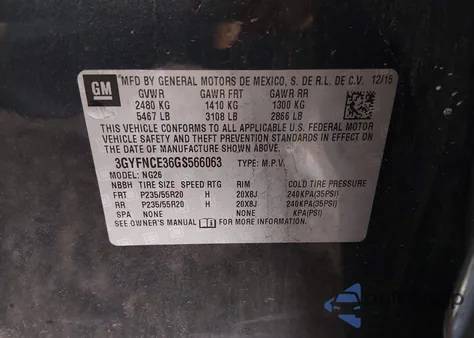 GM
MFD BY GENERAL MOTORS DE MEXICO, S. DE R.L. DE C.V. 12/15
GVWR GAWR FRT GAWR RR
2480 KG 1410 KG 1300 KG
5467 LB 3108 LB 2866 LB
THIS VEHICLE CONFORMS TO ALL APPLICABLE U.S. FEDERAL MOTOR
VEHICLE SAFETY, BUMPER, AND THEFT PREVENTION STANDARDS
IN EFFECT ON THE DATE OF MANUFACTURE SHOWN ABOVE.
3GYFNCE36GS566063 TYPE: M.P.V.
MODEL: NG26
NBBH TIRE SIZE SPEED RTG RIM COLD TIRE PRESSURE
FRT P235/55R20 H 20X8J 240KPA(35PSI)
RR P235/55R20 H 20X8J 240KPA(35PSI)
SPA NONE NONE KPA(PSI)
SEE OWNER'S MANUAL FOR MORE INFORMATION.